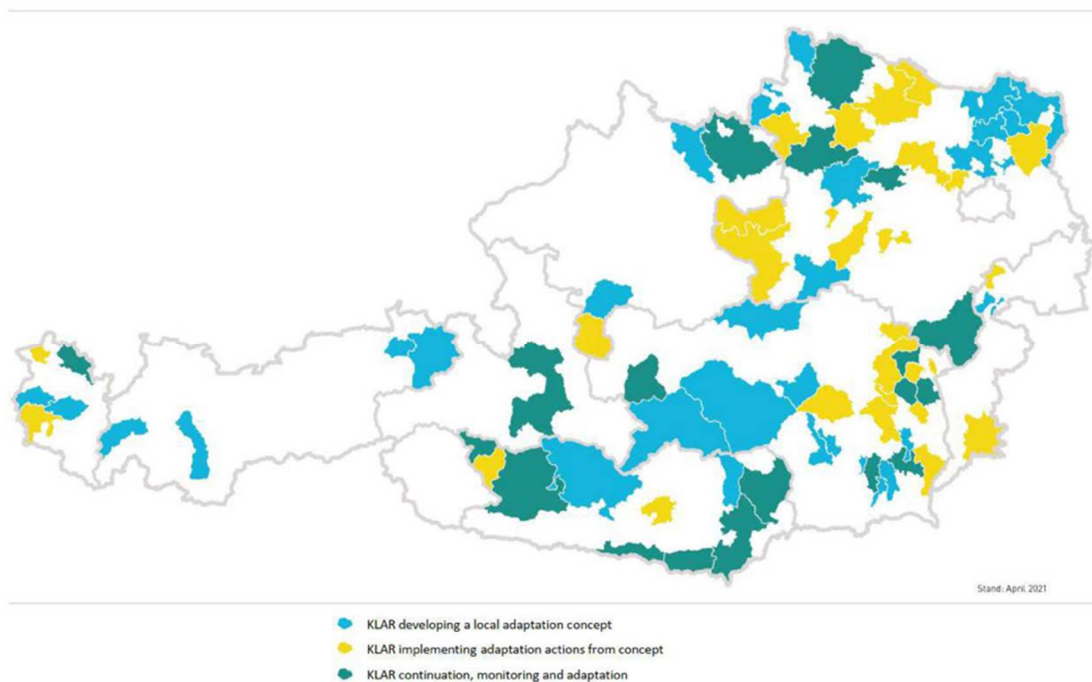 Stand: April 2021
KLAR developing a local adaptation concept
KLAR implementing adaptation actions from concept
KLAR continuation, monitoring and adaptation